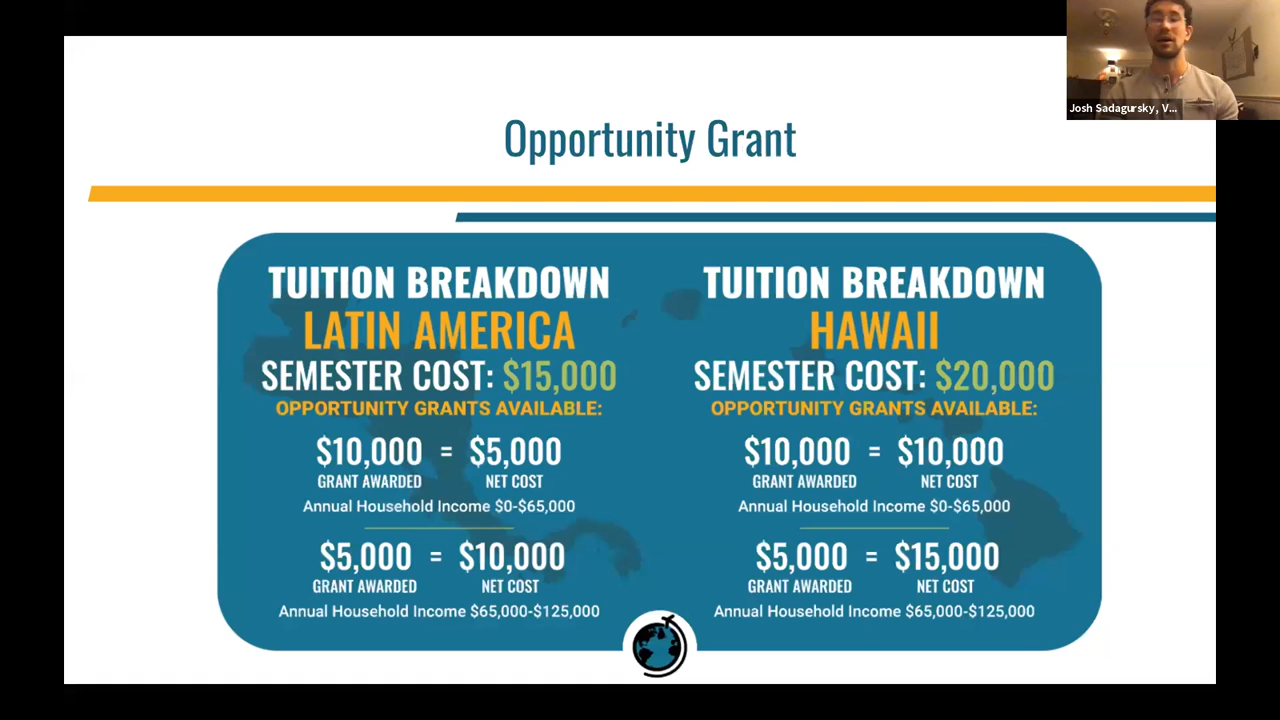 Josh Sadagursky, V...
Opportunity Grant
TUITION BREAKDOWN
LATIN AMERICA
SEMESTER COST: $15,000
OPPORTUNITY GRANTS AVAILABLE:
$10,000 = $5,000
GRANT AWARDED NET COST
Annual Household Income $0-$65,000
$5,000 = $10,000
GRANT AWARDED NET COST
Annual Household Income $65,000-$125,000
TUITION BREAKDOWN
HAWAII
SEMESTER COST: $20,000
OPPORTUNITY GRANTS AVAILABLE:
$10,000 = $10,000
GRANT AWARDED NET COST
Annual Household Income $0-$65,000
$5,000 = $15,000
GRANT AWARDED NET COST
Annual Household Income $65,000-$125,000